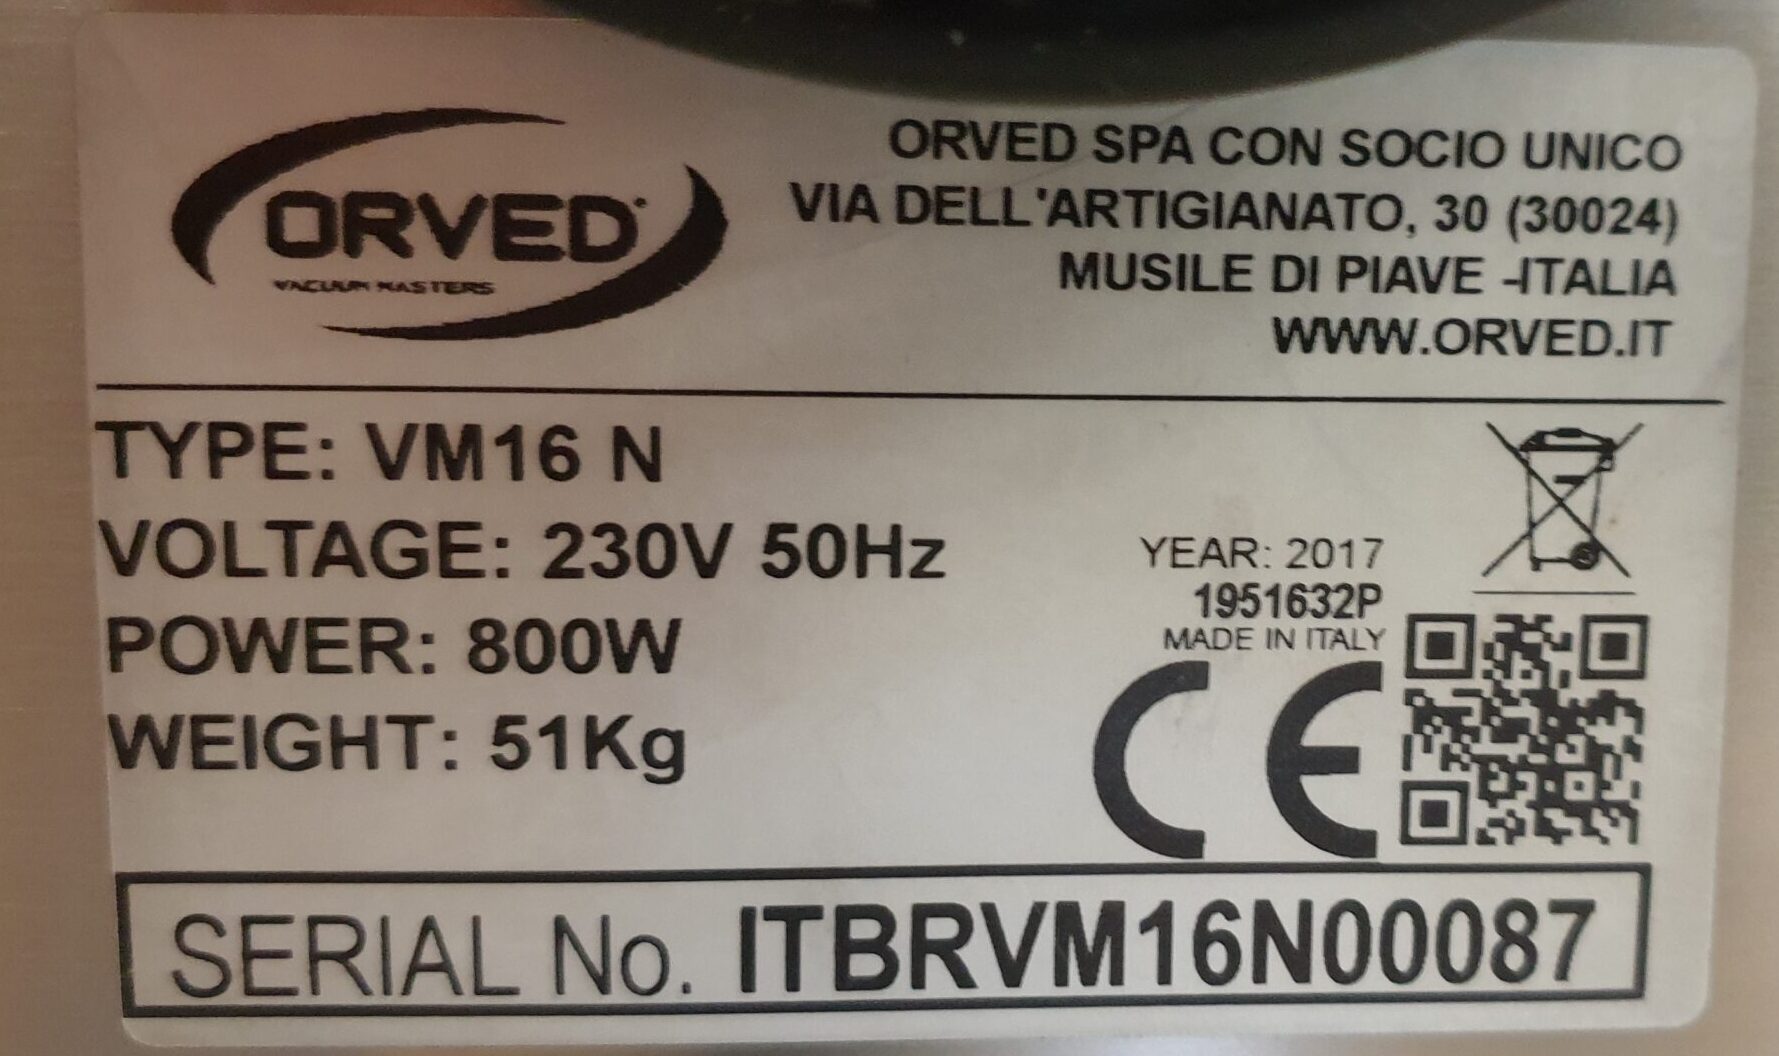 ORVED
VACUUM MASTERS
ORVED SPA CON SOCIO UNICO
VIA DELL'ARTIGIANATO, 30 (30024)
MUSILE DI PIAVE -ITALIA
WWW.ORVED.IT
TYPE: VM16 N
VOLTAGE: 230V 50Hz
POWER: 800W
WEIGHT: 51Kg
YEAR: 2017
1951632P
MADE IN ITALY
CE
SERIAL No. ITBRVM16N00087